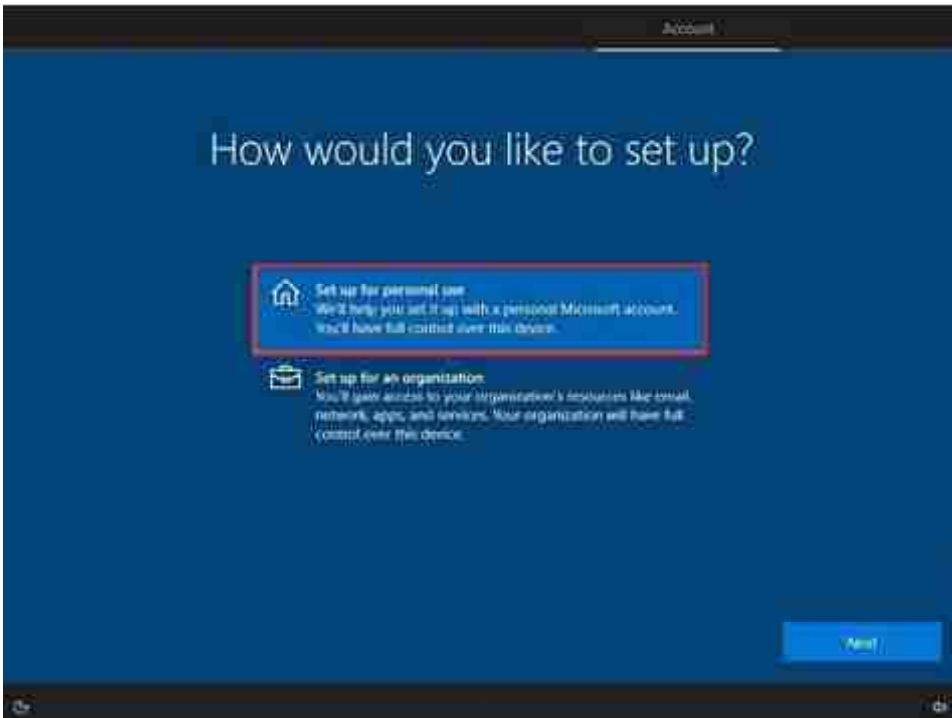 Account
How would you like to set up?
Set up for personal use
We'll help you set it up with a personal Microsoft account.
You'll have full control over this device.
Set up for an organization
You'll gain access to your organization's resources like email,
network, apps, and services. Your organization will have full
control over this device.
Next